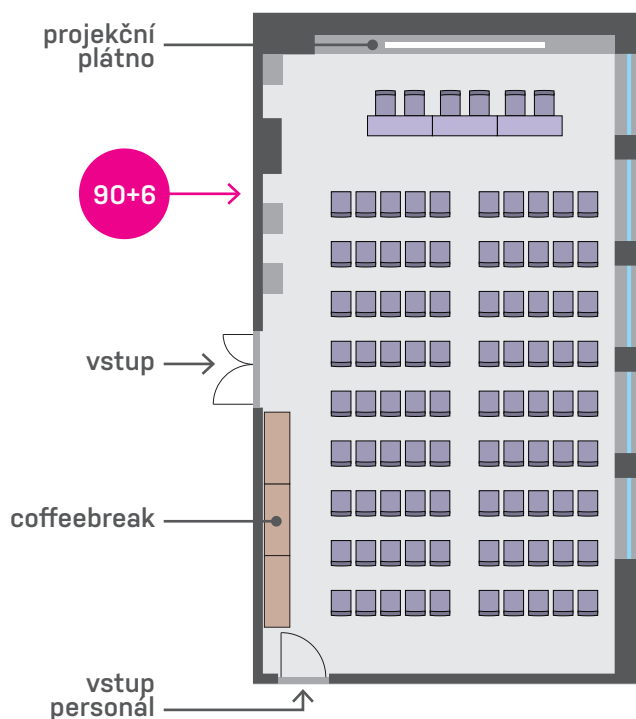 projekční
plátno
90+6
vstup
coffeebreak
vstup
personál